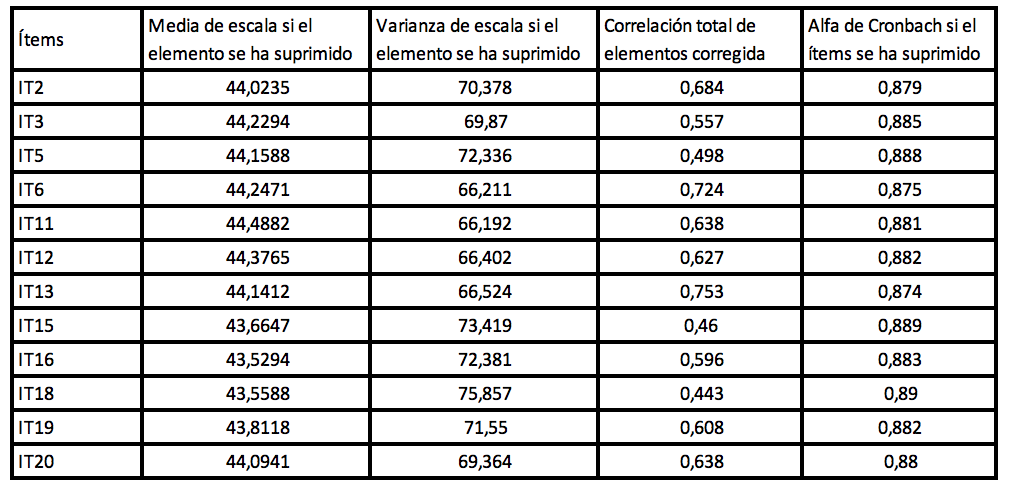 Ítems | Media de escala si el elemento se ha suprimido | Varianza de escala si el elemento se ha suprimido | Correlación total de elementos corregida | Alfa de Cronbach si el ítems se ha suprimido
IT2 | 44,0235 | 70,378 | 0,684 | 0,879
IT3 | 44,2294 | 69,87 | 0,557 | 0,885
IT5 | 44,1588 | 72,336 | 0,498 | 0,888
IT6 | 44,2471 | 66,211 | 0,724 | 0,875
IT11 | 44,4882 | 66,192 | 0,638 | 0,881
IT12 | 44,3765 | 66,402 | 0,627 | 0,882
IT13 | 44,1412 | 66,524 | 0,753 | 0,874
IT15 | 43,6647 | 73,419 | 0,46 | 0,889
IT16 | 43,5294 | 72,381 | 0,596 | 0,883
IT18 | 43,5588 | 75,857 | 0,443 | 0,89
IT19 | 43,8118 | 71,55 | 0,608 | 0,882
IT20 | 44,0941 | 69,364 | 0,638 | 0,88